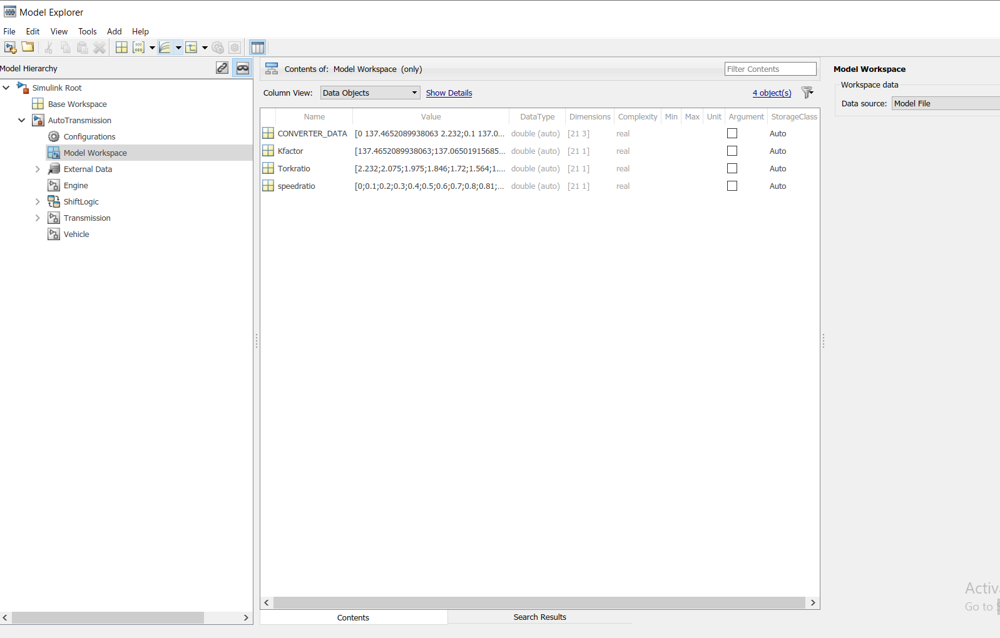 Model Explorer
File Edit View Tools Add Help
Model Hierarchy
Simulink Root
Base Workspace
AutoTransmission
Configurations
Model Workspace
External Data
Engine
ShiftLogic
Transmission
Vehicle
Contents of: Model Workspace (only)
Filter Contents
Column View: Data Objects Show Details 4 object(s)
Name Value DataType Dimensions Complexity Min Max Unit Argument StorageClass
CONVERTER_DATA [0 137.4652089938063 2.232;0.1 137.0... double (auto) [21 3] real Auto
Kfactor [137.4652089938063;137.06501915685... double (auto) [21 1] real Auto
Torkratio [2.232;2.075;1.975;1.846;1.72;1.564;1.... double (auto) [21 1] real Auto
speedratio [0;0.1;0.2;0.3;0.4;0.5;0.6;0.7;0.8;0.81;... double (auto) [21 1] real Auto
Contents Search Results
Model Workspace
Workspace data
Data source: Model File
Activ
Go to S